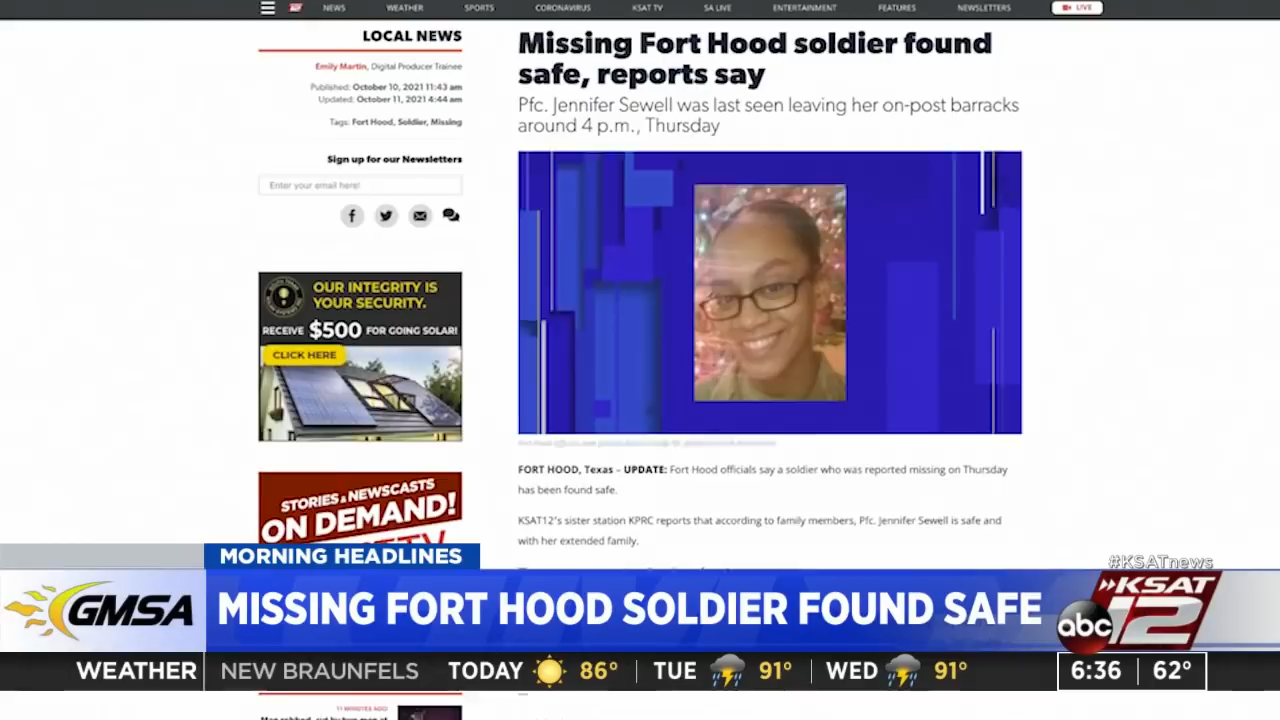 NEWS WEATHER SPORTS CORONAVIRUS KSAT TV SA LIVE ENTERTAINMENT FEATURES NEWSLETTERS LIVE
LOCAL NEWS
Emily Martin, Digital Producer Trainee
Published: October 10, 2021 11:43 am
Updated: October 11, 2021 4:44 am
Tags: Fort Hood, Soldier, Missing
Sign up for our Newsletters
Enter your email here!
OUR INTEGRITY IS
YOUR SECURITY.
RECEIVE $500 FOR GOING SOLAR!
CLICK HERE
STORIES & NEWSCASTS
ON DEMAND!
Missing Fort Hood soldier found
safe, reports say
Pfc. Jennifer Sewell was last seen leaving her on-post barracks
around 4 p.m., Thursday
FORT HOOD, Texas – UPDATE: Fort Hood officials say a soldier who was reported missing on Thursday
has been found safe.
KSAT12's sister station KPRC reports that according to family members, Pfc. Jennifer Sewell is safe and
with her extended family.
MORNING HEADLINES
#KSATnews
GMSA
MISSING FORT HOOD SOLDIER FOUND SAFE
abc KSAT 12
WEATHER NEW BRAUNFELS TODAY 86° TUE 91° WED 91° 6:36 62°
11 MINUTES AGO